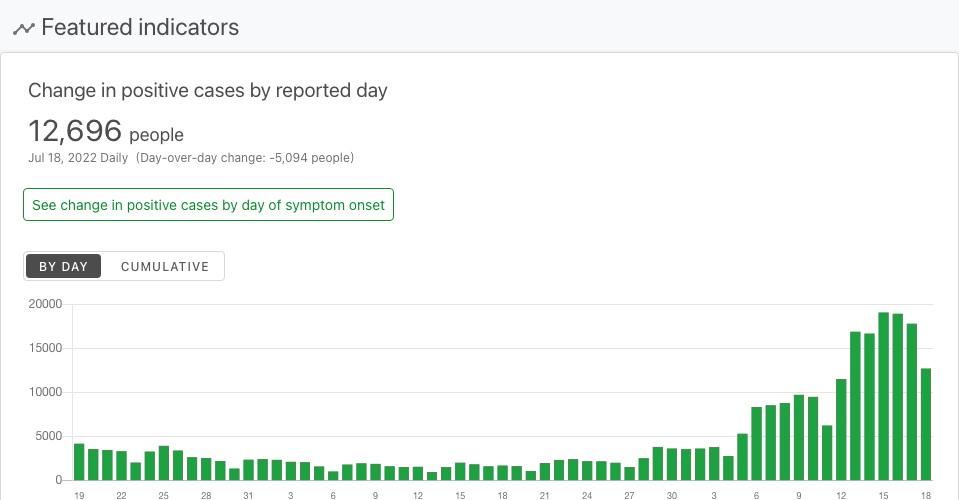 Featured indicators
Change in positive cases by reported day
12,696 people
Jul 18, 2022 Daily (Day-over-day change: -5,094 people)
See change in positive cases by day of symptom onset
BY DAY CUMULATIVE
20000
15000
10000
5000
0
19 22 25 28 31 3 6 9 12 15 18 21 24 27 30 3 6 9 12 15 18